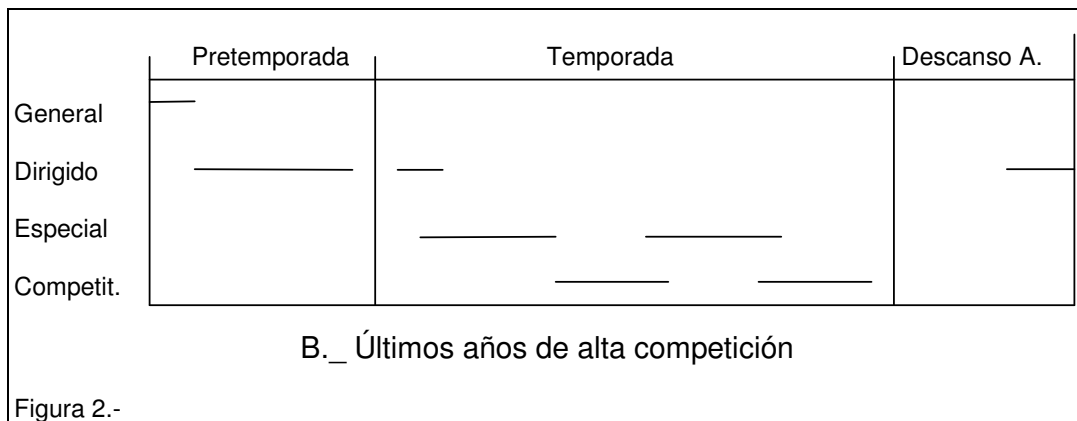 Pretemporada Temporada Descanso A.
General
Dirigido
Especial
Competit.
B._ Últimos años de alta competición
Figura 2.-